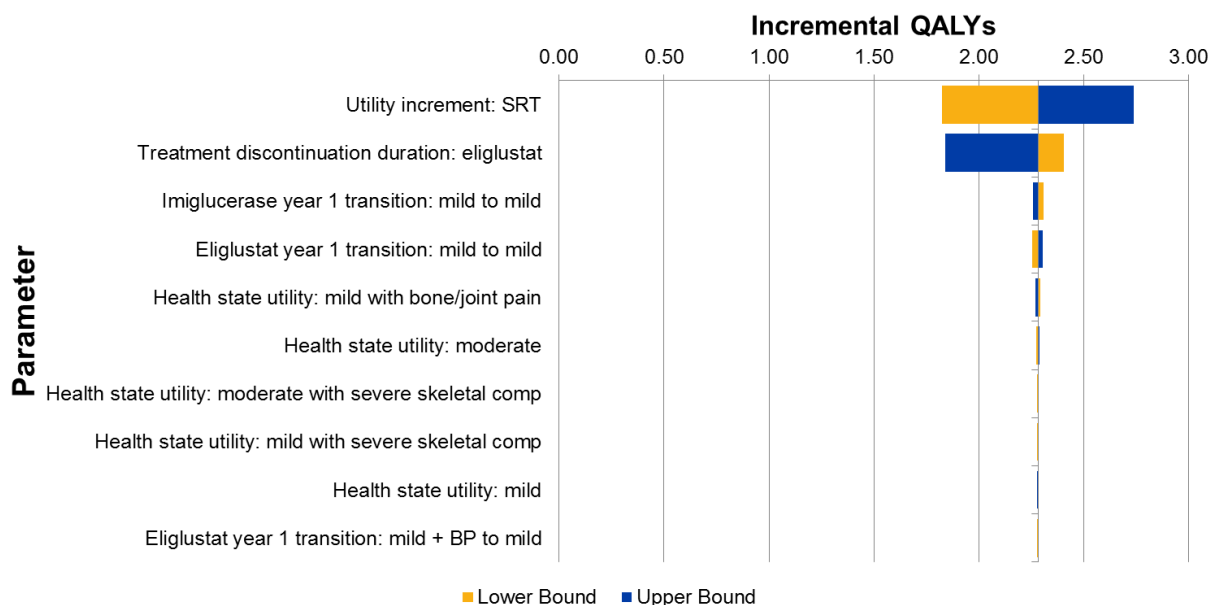 Incremental QALYs
0.00 0.50 1.00 1.50 2.00 2.50 3.00
Parameter
Utility increment: SRT
Treatment discontinuation duration: eliglustat
Imiglucerase year 1 transition: mild to mild
Eliglustat year 1 transition: mild to mild
Health state utility: mild with bone/joint pain
Health state utility: moderate
Health state utility: moderate with severe skeletal comp
Health state utility: mild with severe skeletal comp
Health state utility: mild
Eliglustat year 1 transition: mild + BP to mild
Lower Bound Upper Bound